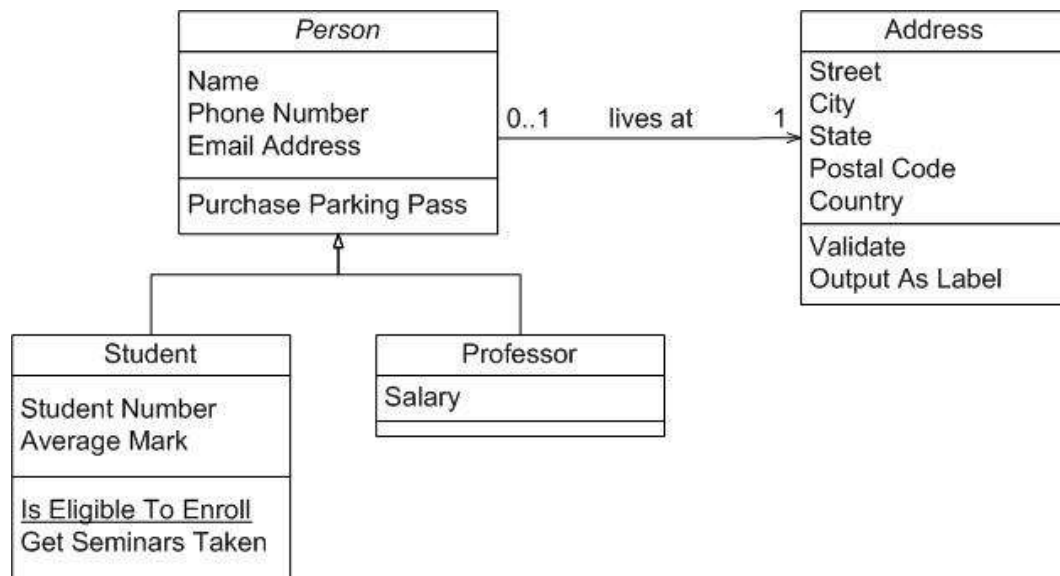 Person
Name
Phone Number
Email Address
Purchase Parking Pass
0..1 lives at 1
Address
Street
City
State
Postal Code
Country
Validate
Output As Label
Student
Student Number
Average Mark
Is Eligible To Enroll
Get Seminars Taken
Professor
Salary